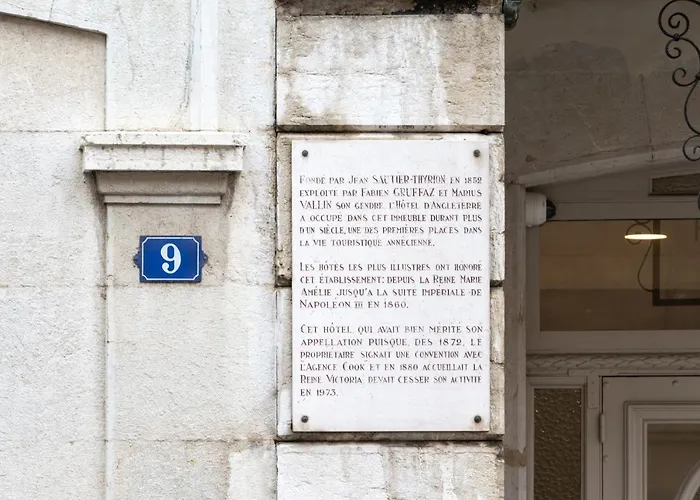 9
FONDÉ PAR JEAN SAUTIER-THYRION EN 1852
EXPLOITÉ PAR FABIEN GRUFFAZ ET MARIUS
VALLIN SON GENDRE L'HÔTEL D'ANGLETERRE
A OCCUPÉ DANS CET IMMEUBLE DURANT PLUS
D'UN SIÈCLE, UNE DES PREMIÈRES PLACES DANS
LA VIE TOURISTIQUE ANNÉCIENNE.
LES HÔTES LES PLUS ILLUSTRES ONT HONORÉ
CET ÉTABLISSEMENT: DEPUIS LA REINE MARIE
AMÉLIE JUSQU'A LA SUITE IMPÉRIALE DE
NAPOLÉON III EN 1860.
CET HÔTEL, QUI AVAIT BIEN MÉRITÉ SON
APPELLATION PUISQUE, DÈS 1872, LE
PROPRIÉTAIRE SIGNAIT UNE CONVENTION AVEC
L'AGENCE COOK ET EN 1880 ACCUEILLAIT LA
REINE VICTORIA, DEVAIT CESSER SON ACTIVITÉ
EN 1973.